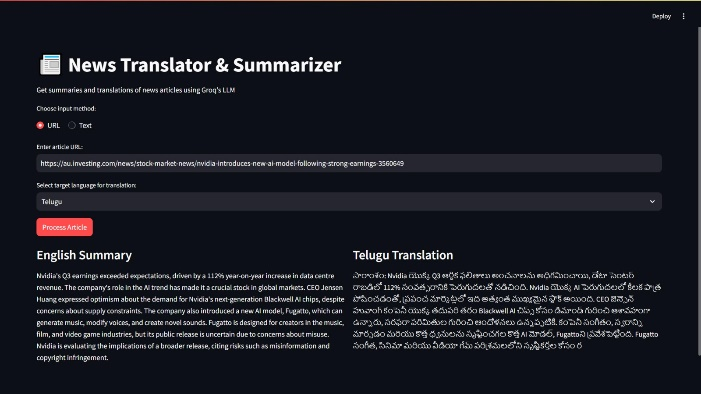 Deploy
📰 News Translator & Summarizer
Get summaries and translations of news articles using Groq's LLM
Choose input method:
URL Text
Enter article URL:
https://au.investing.com/news/stock-market-news/nvidia-introduces-new-ai-model-following-strong-earnings-3560649
Select target language for translation:
Telugu
Process Article
English Summary
Nvidia's Q3 earnings exceeded expectations, driven by a 112% year-on-year increase in data centre
revenue. The company's role in the AI trend has made it a crucial stock in global markets. CEO Jensen
Huang expressed optimism about the demand for Nvidia's next-generation Blackwell AI chips, despite
concerns about supply constraints. The company also introduced a new AI model, Fugatto, which can
generate music, modify voices, and create novel sounds. Fugatto is designed for creators in the music,
film, and video game industries, but its public release is uncertain due to concerns about misuse.
Nvidia is evaluating the implications of a broader release, citing risks such as misinformation and
copyright infringement.
Telugu Translation
సారాంశం: Nvidia యొక్క Q3 ఆర్థిక ఫలితాలు అంచనాలను అధిగమించాయి, డేటా సెంటర్
రాబడిలో 112% సంవత్సరానికి పెరుగుదలతో నడిచింది. Nvidia యొక్క AI పెరుగుదలలో కీలక పాత్ర
పోషించడంతో, ప్రపంచ మార్కెట్లలో ఇది అత్యంత ముఖ్యమైన స్టాక్ అయింది. CEO జెన్సెన్
హువాంగ్ కంపెనీ యొక్క తదుపరి తరం Blackwell AI చిప్స్ కోసం డిమాండ్ గురించి ఆశావహంగా
ఉన్నారు, సరఫరా పరిమితుల గురించి ఆందోళనలు ఉన్నప్పటికీ. కంపెనీ సంగీతం, స్వరాన్ని
మార్చడం మరియు కొత్త ధ్వనులను సృష్టించగల కొత్త AI మోడల్, Fugattoని ప్రవేశపెట్టింది. Fugatto
సంగీత, సినిమా మరియు వీడియో గేమ్ పరిశ్రమలలోని సృష్టికర్తల కోసం ర